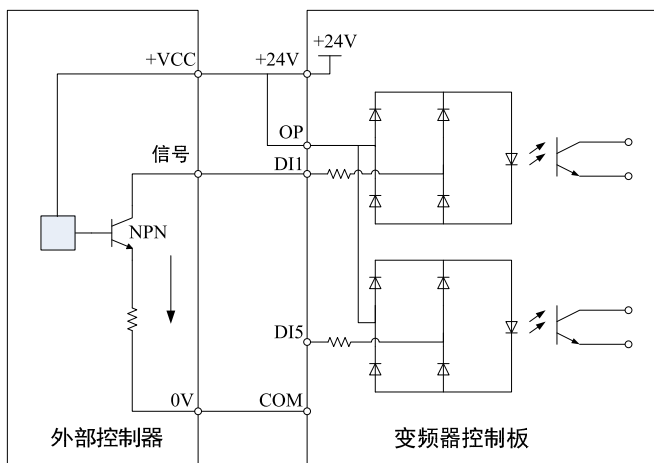 +24V
+VCC
+24V
OP
信号
DI1
NPN
DI5
0V
COM
外部控制器
变频器控制板